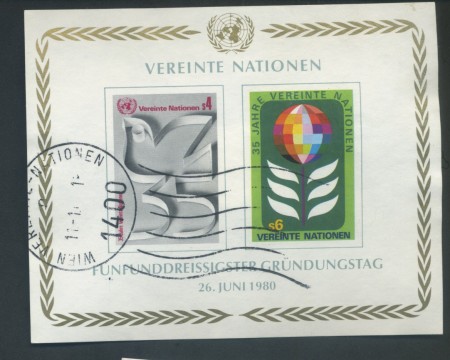 VEREINTE NATIONEN
Vereinte Nationen s4
35 JAHRE VEREINTE NATIONEN
s6
VEREINTE NATIONEN
VEREINTE NATIONEN
WIEN
1400
FÜNFUNDDREISSIGSTER GRÜNDUNGSTAG
26. JUNI 1980